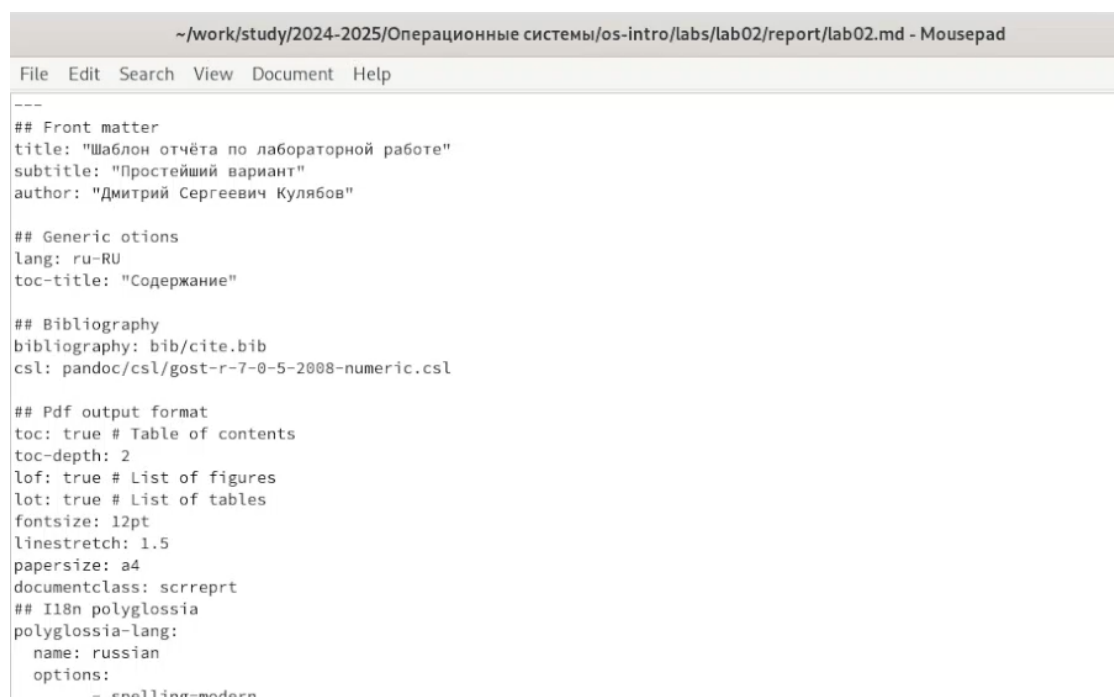 ~/work/study/2024-2025/Операционные системы/os-intro/labs/lab02/report/lab02.md - Mousepad
File Edit Search View Document Help
---
## Front matter
title: "Шаблон отчёта по лабораторной работе"
subtitle: "Простейший вариант"
author: "Дмитрий Сергеевич Кулябов"
## Generic otions
lang: ru-RU
toc-title: "Содержание"
## Bibliography
bibliography: bib/cite.bib
csl: pandoc/csl/gost-r-7-0-5-2008-numeric.csl
## Pdf output format
toc: true # Table of contents
toc-depth: 2
lof: true # List of figures
lot: true # List of tables
fontsize: 12pt
linestretch: 1.5
papersize: a4
documentclass: scrreprt
## I18n polyglossia
polyglossia-lang:
name: russian
options:
- spelling=modern